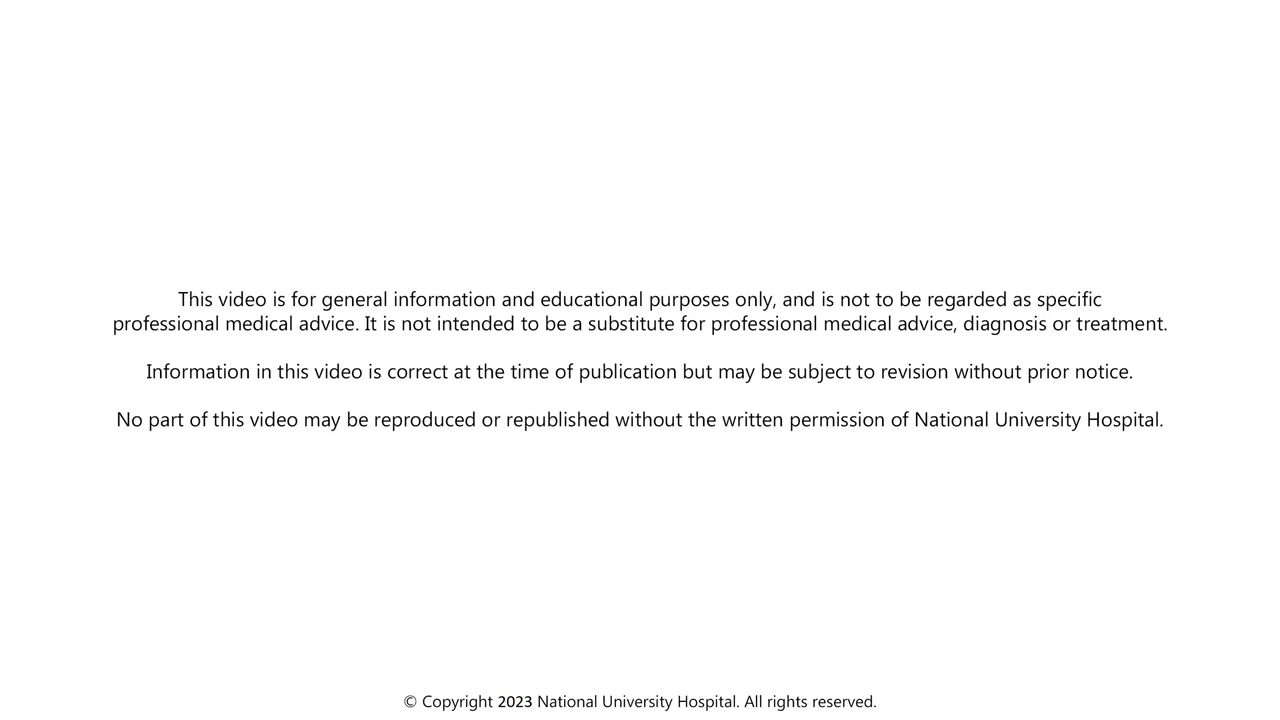 This video is for general information and educational purposes only, and is not to be regarded as specific
professional medical advice. It is not intended to be a substitute for professional medical advice, diagnosis or treatment.
Information in this video is correct at the time of publication but may be subject to revision without prior notice.
No part of this video may be reproduced or republished without the written permission of National University Hospital.
© Copyright 2023 National University Hospital. All rights reserved.